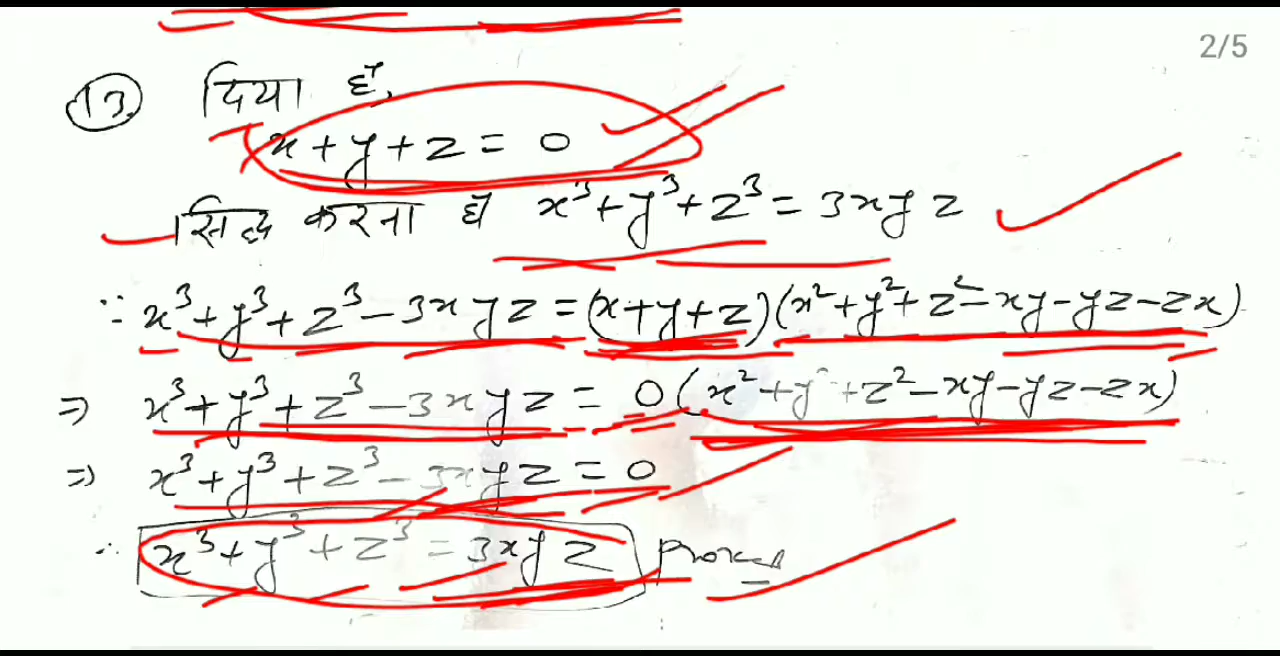 2/5
13. दिया है,
x+y+z = 0
सिद्ध करना है x³+y³+z³ = 3xyz
∵ x³+y³+z³-3xyz = (x+y+z)(x²+y²+z²-xy-yz-zx)
⇒ x³+y³+z³-3xyz = 0(x²+y²+z²-xy-yz-zx)
⇒ x³+y³+z³-3xyz = 0
∴ x³+y³+z³ = 3xyz Proved